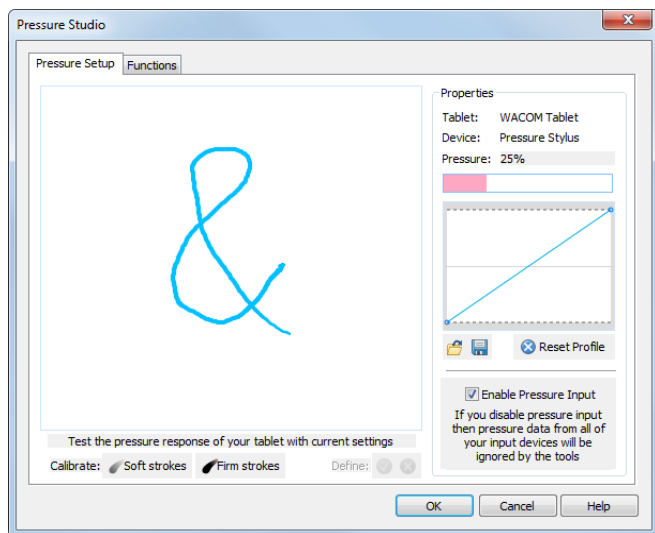 Pressure Studio
Pressure Setup
Functions
&
Test the pressure response of your tablet with current settings
Calibrate: Soft strokes Firm strokes Define:
Properties
Tablet: WACOM Tablet
Device: Pressure Stylus
Pressure: 25%
Reset Profile
Enable Pressure Input
If you disable pressure input
then pressure data from all of
your input devices will be
ignored by the tools
OK Cancel Help